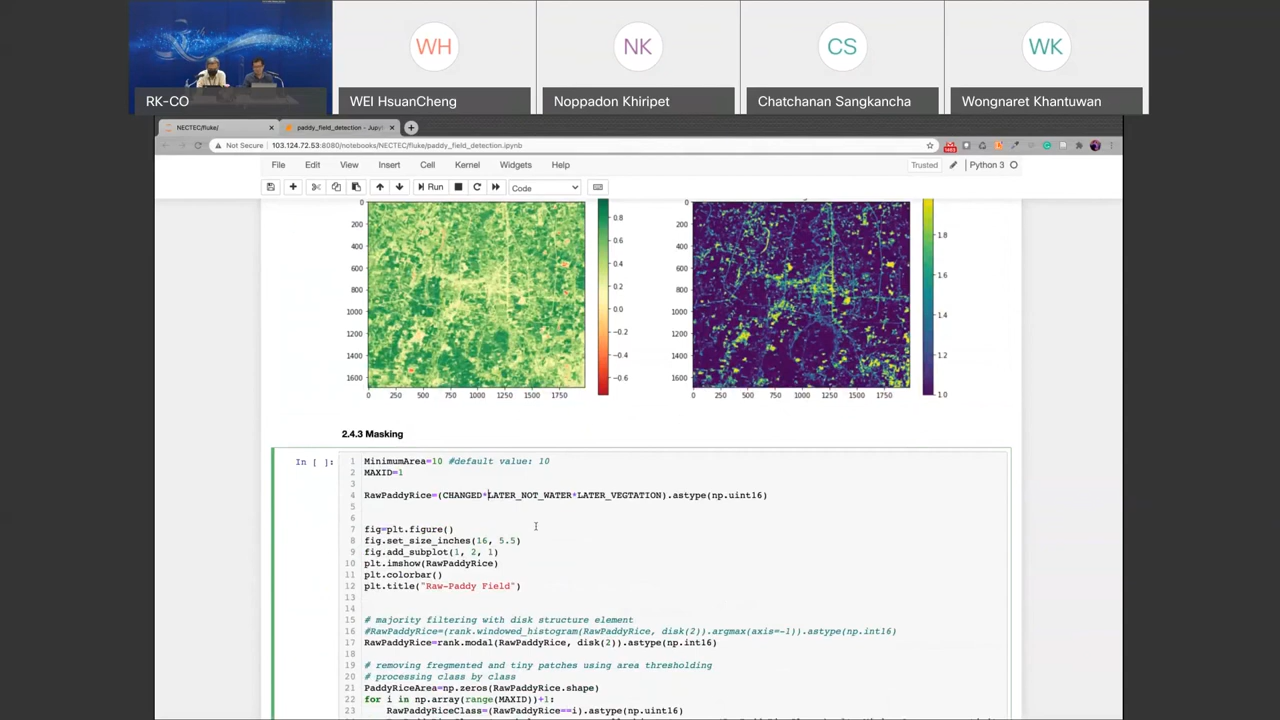 WH
NK
CS
WK
RK-CO
WEI HsuanCheng
Noppadon Khiripet
Chatchanan Sangkancha
Wongnaret Khantuwan
NECTEC/fluke/
paddy_field_detection - Jupyt
Not Secure 103.124.72.53:8080/notebooks/NECTEC/fluke/paddy_field_detection.ipynb
File Edit View Insert Cell Kernel Widgets Help
Trusted Python 3
Run Code
0 200 400 600 800 1000 1200 1400 1600
0 250 500 750 1000 1250 1500 1750
0.8 0.6 0.4 0.2 0.0 −0.2 −0.4 −0.6
0 200 400 600 800 1000 1200 1400 1600
0 250 500 750 1000 1250 1500 1750
1.8 1.6 1.4 1.2 1.0
2.4.3 Masking
In [ ]:
1 MinimumArea=10 #default value: 10
2 MAXID=1
3
4 RawPaddyRice=(CHANGED*LATER_NOT_WATER*LATER_VEGTATION).astype(np.uint16)
5
6
7 fig=plt.figure()
8 fig.set_size_inches(16, 5.5)
9 fig.add_subplot(1, 2, 1)
10 plt.imshow(RawPaddyRice)
11 plt.colorbar()
12 plt.title("Raw-Paddy Field")
13
14
15 # majority filtering with disk structure element
16 #RawPaddyRice=(rank.windowed_histogram(RawPaddyRice, disk(2)).argmax(axis=-1)).astype(np.int16)
17 RawPaddyRice=rank.modal(RawPaddyRice, disk(2)).astype(np.int16)
18
19 # removing fregmented and tiny patches using area thresholding
20 # processing class by class
21 PaddyRiceArea=np.zeros(RawPaddyRice.shape)
22 for i in np.array(range(MAXID))+1:
23 RawPaddyRiceClass=(RawPaddyRice==i).astype(np.uint16)